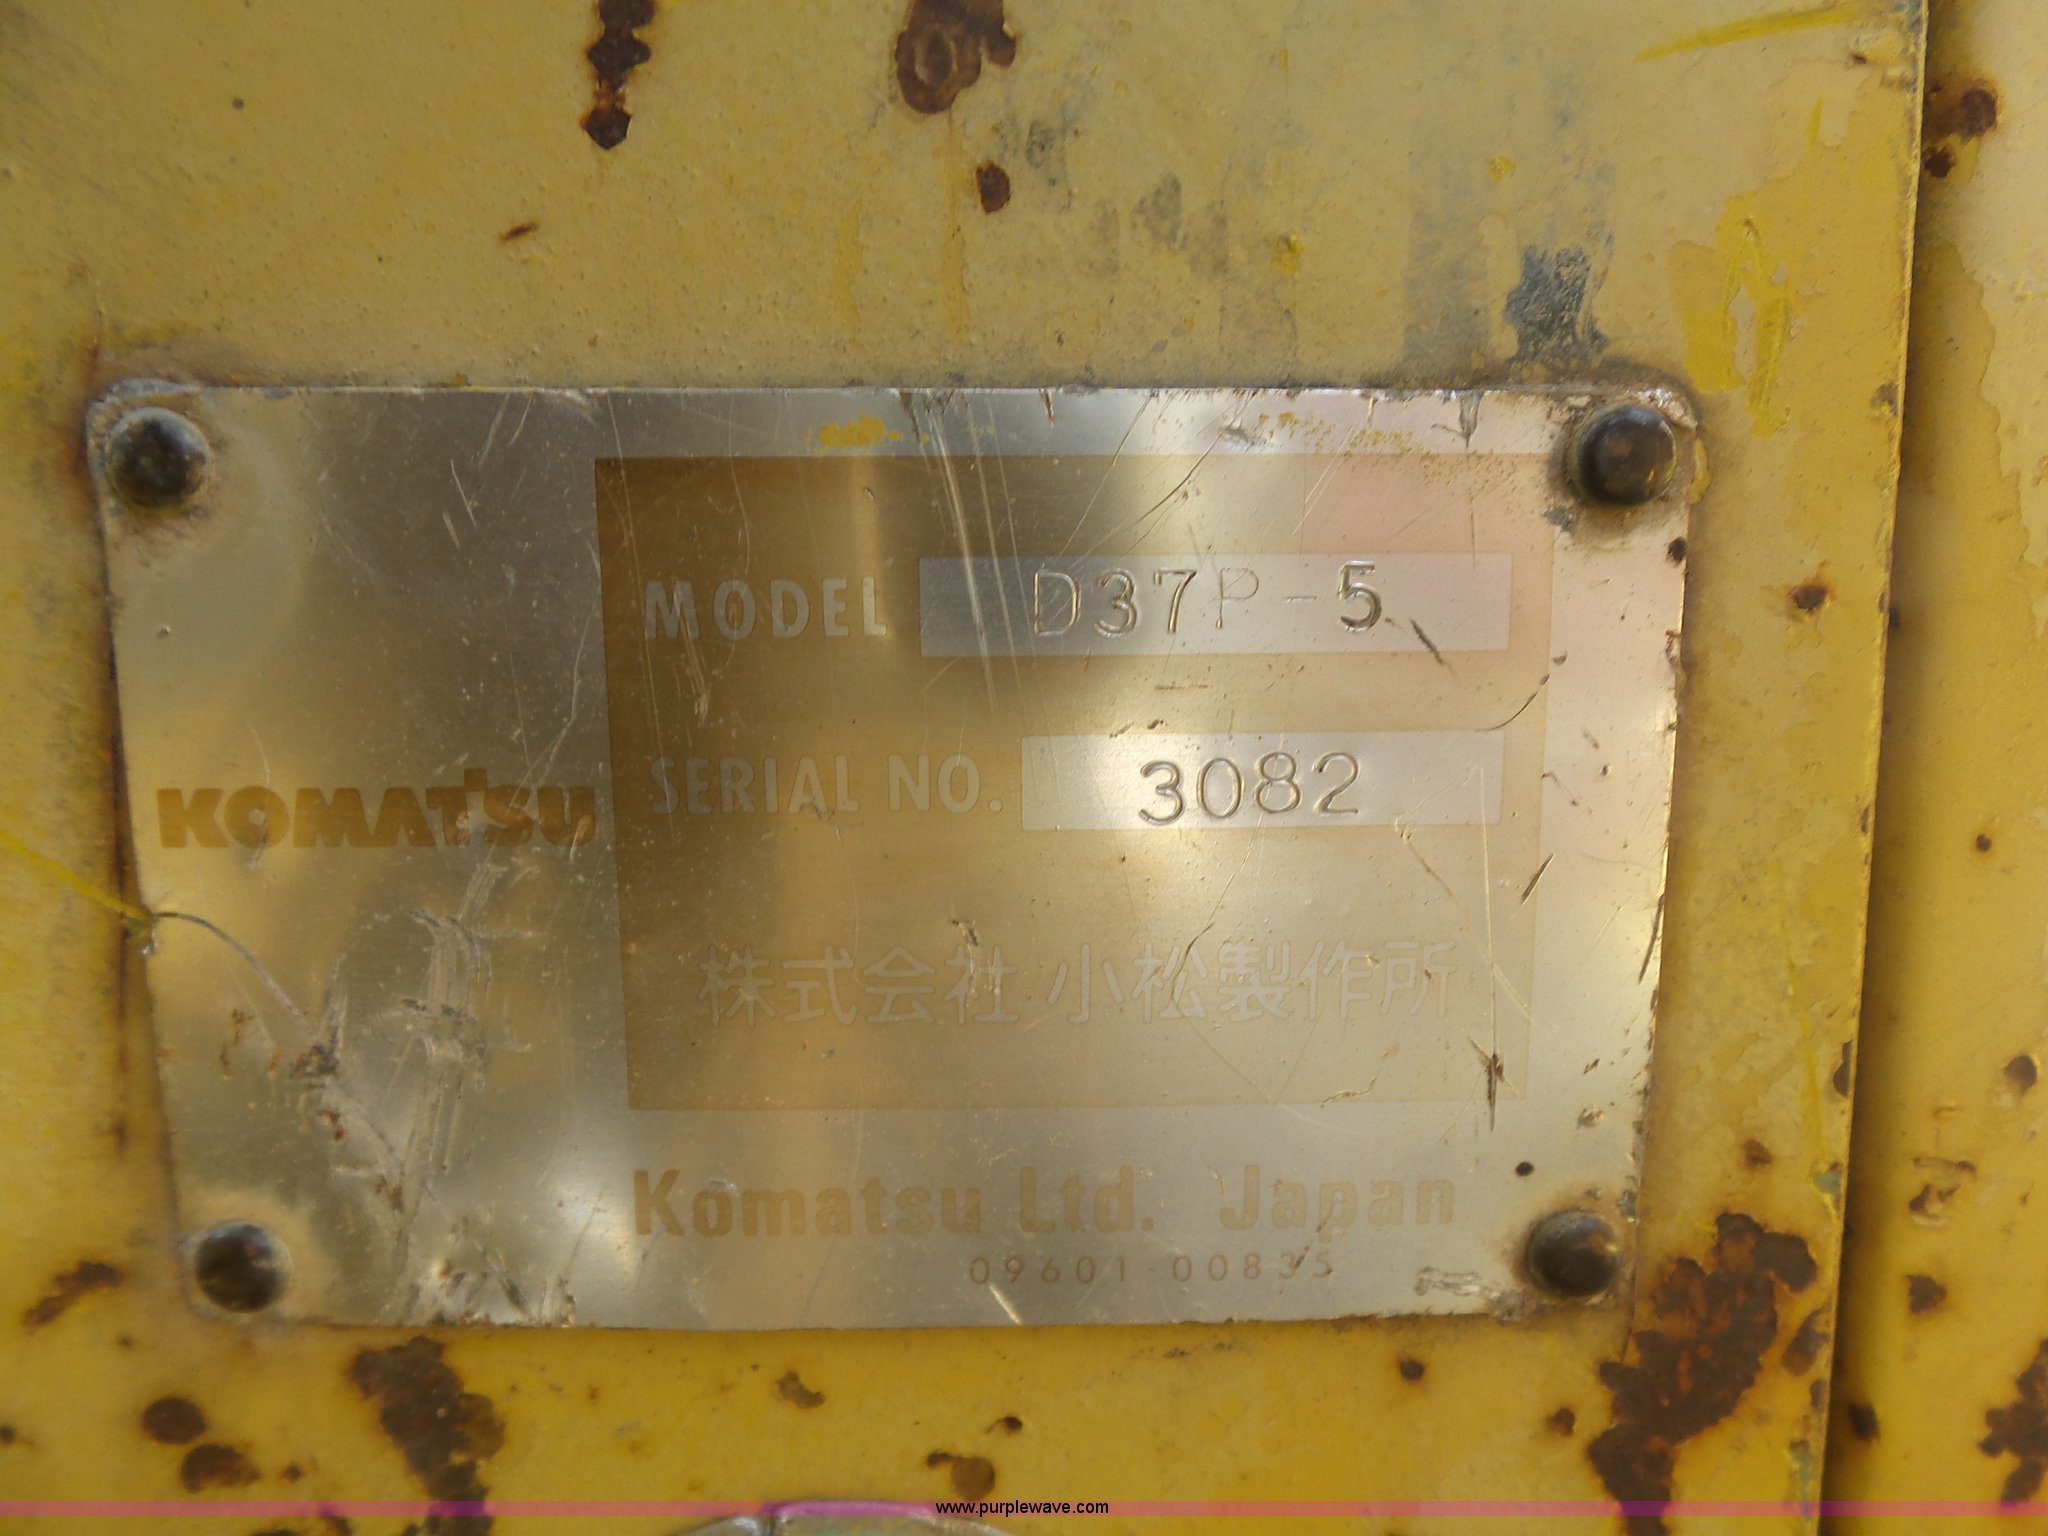 MODEL D37P-5
SERIAL NO. 3082
KOMATSU
株式会社 小松製作所
Komatsu Ltd. Japan
09601-00835
www.purplewave.com